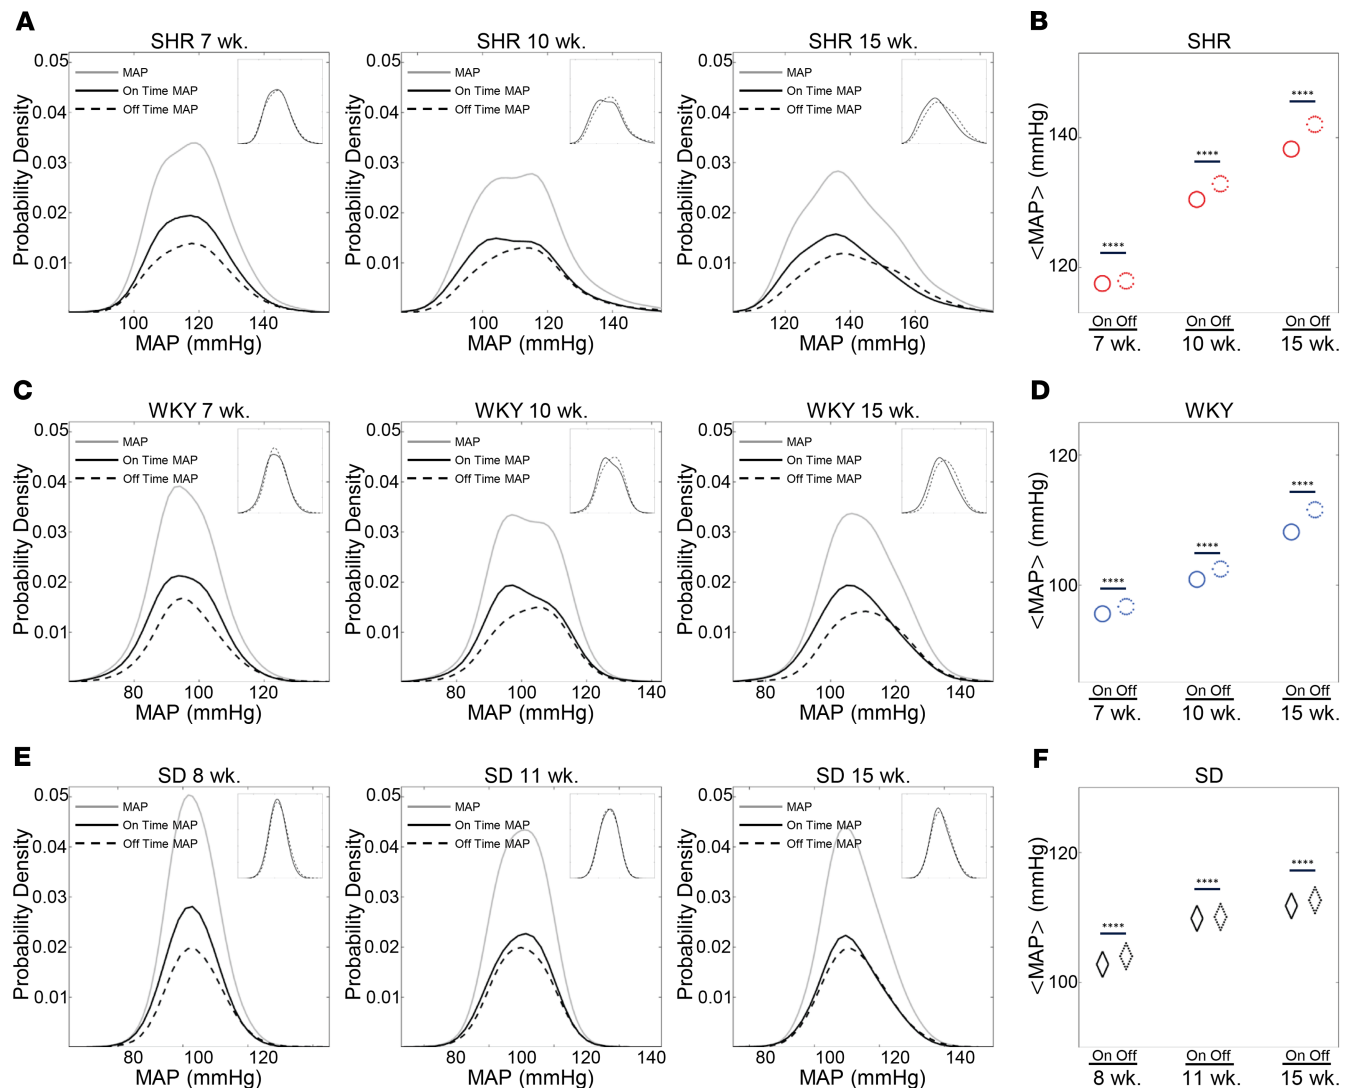 A
SHR 7 wk.
Probability Density
0.05
0.04
0.03
0.02
0.01
MAP
On Time MAP
Off Time MAP
100 120 140
MAP (mmHg)
SHR 10 wk.
Probability Density
0.05
0.04
0.03
0.02
0.01
MAP
On Time MAP
Off Time MAP
100 120 140
MAP (mmHg)
SHR 15 wk.
Probability Density
0.05
0.04
0.03
0.02
0.01
MAP
On Time MAP
Off Time MAP
120 140 160
MAP (mmHg)
B
SHR
<MAP> (mmHg)
140
120
****
****
****
On Off On Off On Off
7 wk. 10 wk. 15 wk.
C
WKY 7 wk.
Probability Density
0.05
0.04
0.03
0.02
0.01
MAP
On Time MAP
Off Time MAP
80 100 120
MAP (mmHg)
WKY 10 wk.
Probability Density
0.05
0.04
0.03
0.02
0.01
MAP
On Time MAP
Off Time MAP
80 100 120 140
MAP (mmHg)
WKY 15 wk.
Probability Density
0.05
0.04
0.03
0.02
0.01
MAP
On Time MAP
Off Time MAP
80 100 120 140
MAP (mmHg)
D
WKY
<MAP> (mmHg)
120
100
****
****
****
On Off On Off On Off
7 wk. 10 wk. 15 wk.
E
SD 8 wk.
Probability Density
0.05
0.04
0.03
0.02
0.01
MAP
On Time MAP
Off Time MAP
80 100 120
MAP (mmHg)
SD 11 wk.
Probability Density
0.05
0.04
0.03
0.02
0.01
MAP
On Time MAP
Off Time MAP
80 100 120 140
MAP (mmHg)
SD 15 wk.
Probability Density
0.05
0.04
0.03
0.02
0.01
MAP
On Time MAP
Off Time MAP
80 100 120 140
MAP (mmHg)
F
SD
<MAP> (mmHg)
120
100
****
****
****
On Off On Off On Off
8 wk. 11 wk. 15 wk.